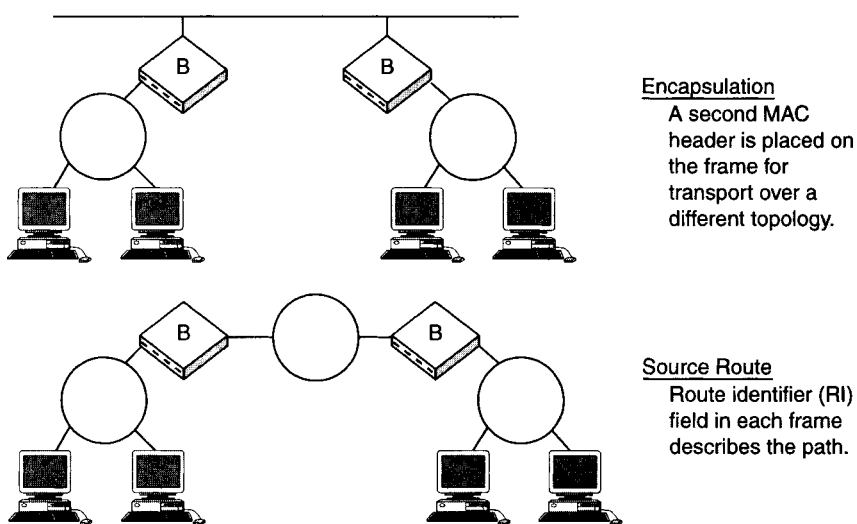 B
B
Encapsulation
A second MAC
header is placed on
the frame for
transport over a
different topology.
B
B
Source Route
Route identifier (RI)
field in each frame
describes the path.